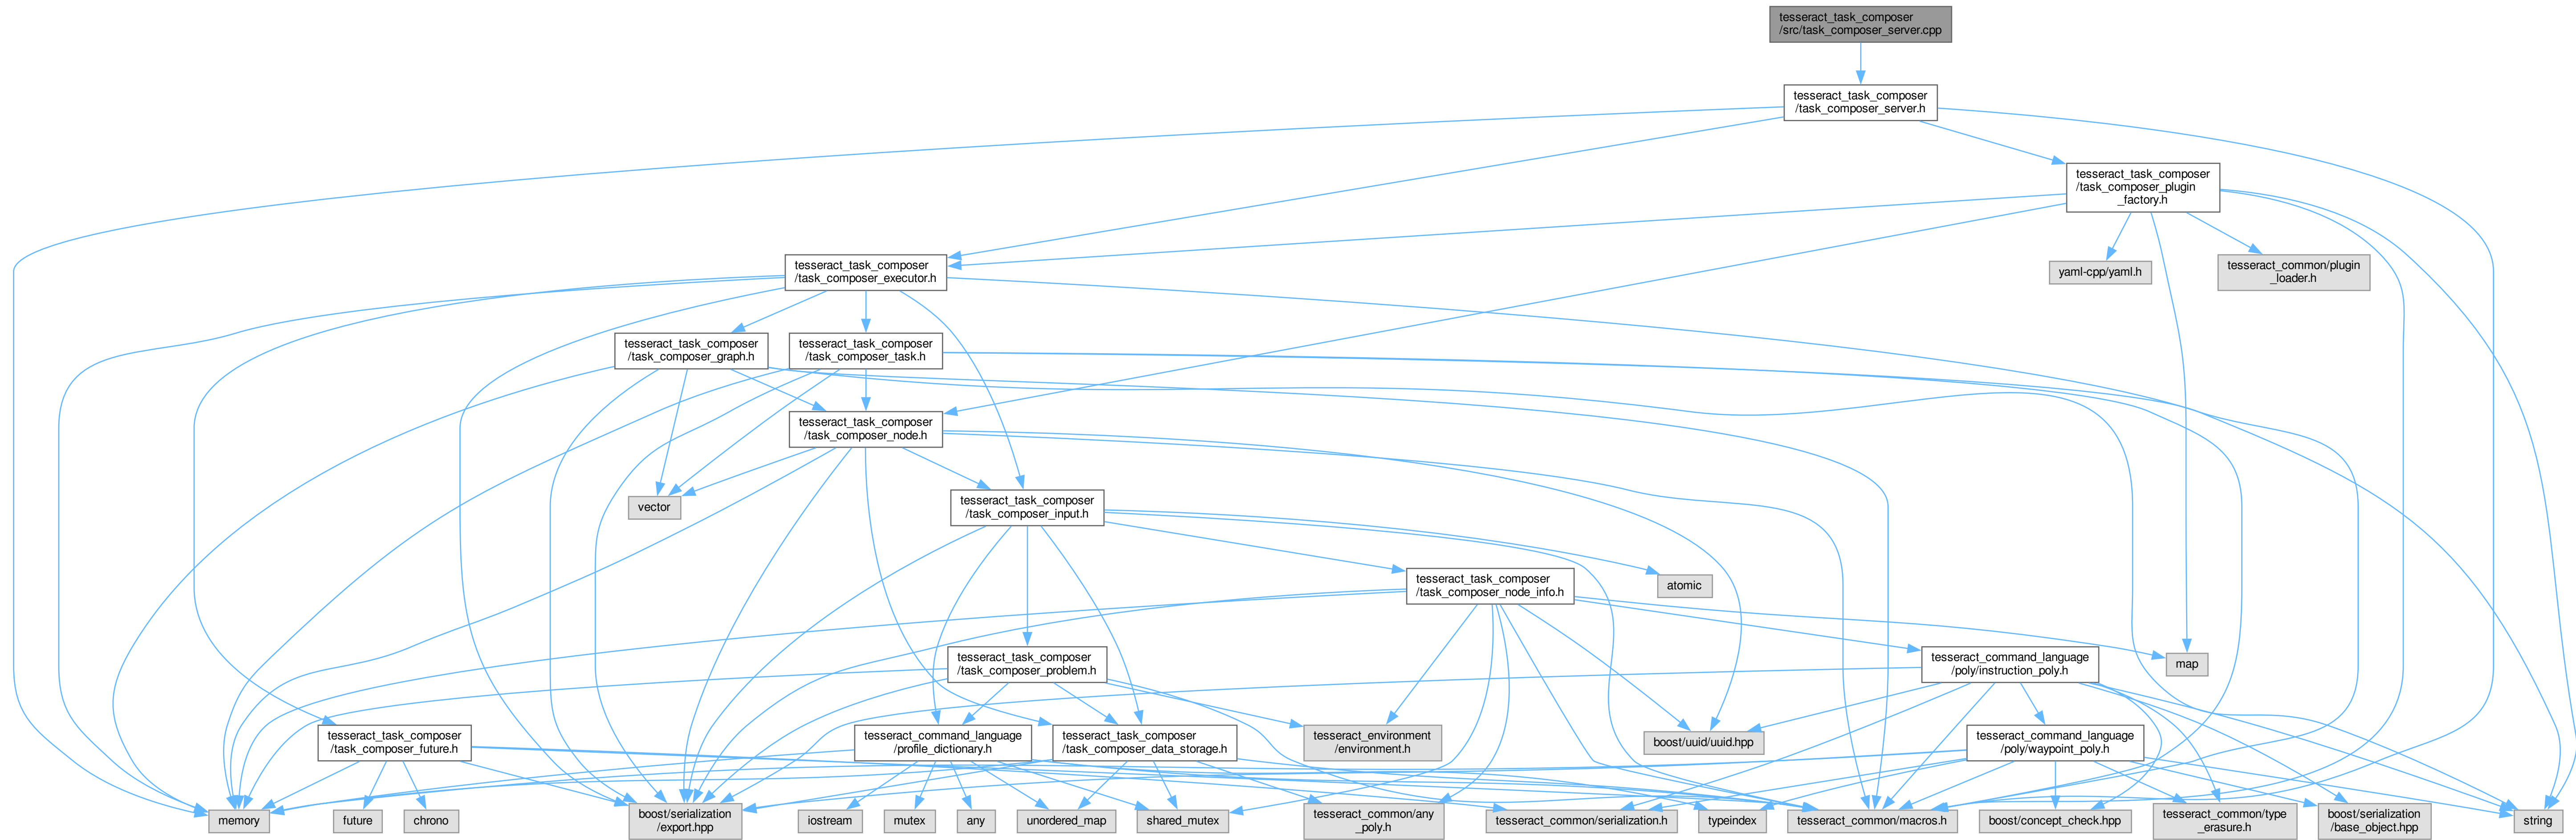 tesseract_task_composer
/src/task_composer_server.cpp
tesseract_task_composer
/task_composer_server.h
tesseract_task_composer
/task_composer_plugin
_factory.h
tesseract_task_composer
/task_composer_executor.h
yaml-cpp/yaml.h
tesseract_common/plugin
_loader.h
tesseract_task_composer
/task_composer_graph.h
tesseract_task_composer
/task_composer_task.h
tesseract_task_composer
/task_composer_node.h
vector
tesseract_task_composer
/task_composer_input.h
atomic
tesseract_task_composer
/task_composer_node_info.h
tesseract_task_composer
/task_composer_problem.h
tesseract_command_language
/poly/instruction_poly.h
map
tesseract_task_composer
/task_composer_future.h
tesseract_command_language
/profile_dictionary.h
tesseract_task_composer
/task_composer_data_storage.h
tesseract_environment
/environment.h
boost/uuid/uuid.hpp
tesseract_command_language
/poly/waypoint_poly.h
memory
future
chrono
boost/serialization
/export.hpp
iostream
mutex
any
unordered_map
shared_mutex
tesseract_common/any
_poly.h
tesseract_common/serialization.h
typeindex
tesseract_common/macros.h
boost/concept_check.hpp
tesseract_common/type
_erasure.h
boost/serialization
/base_object.hpp
string